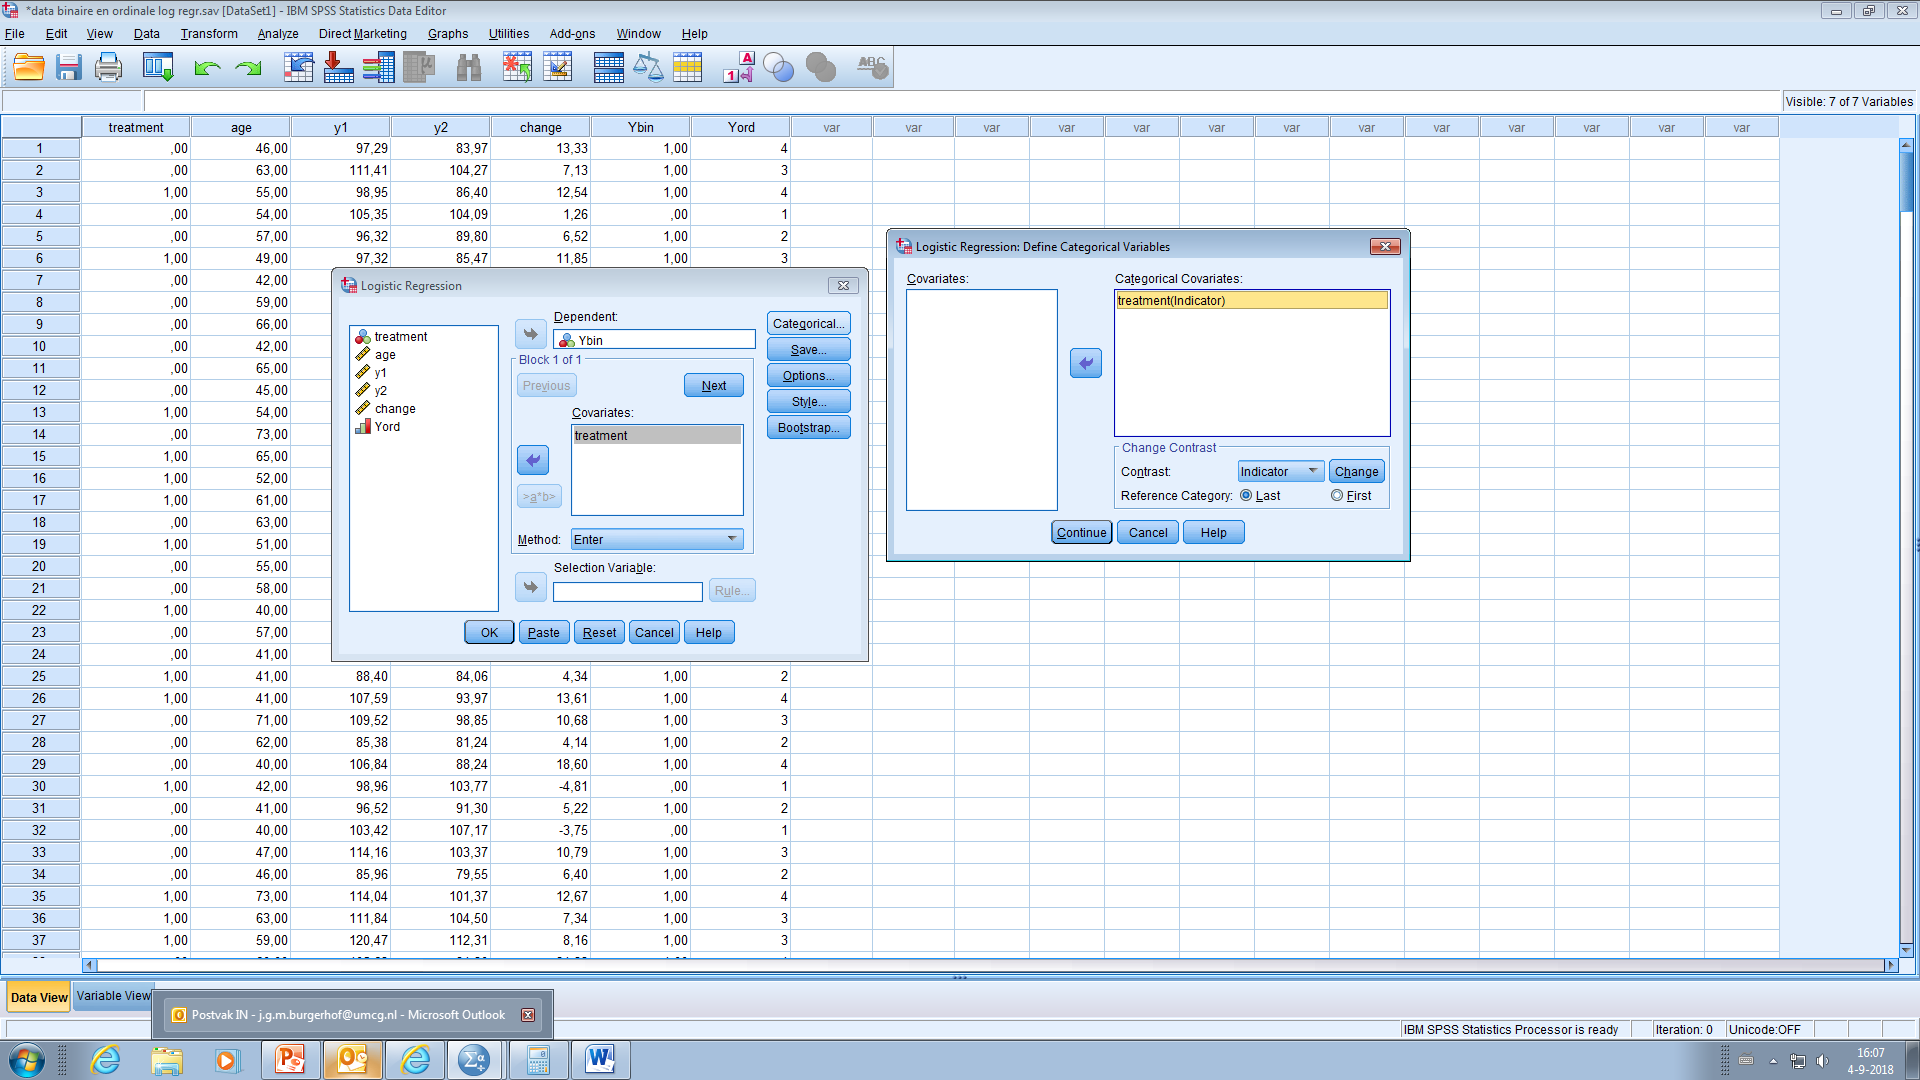 *data binaire en ordinale log regr.sav [DataSet1] - IBM SPSS Statistics Data Editor
File Edit View Data Transform Analyze Direct Marketing Graphs Utilities Add-ons Window Help
Visible: 7 of 7 Variables
treatment age y1 y2 change Ybin Yord var var var var var var var var var var var var
1 ,00 46,00 97,29 83,97 13,33 1,00 4
2 ,00 63,00 111,41 104,27 7,13 1,00 3
3 1,00 55,00 98,95 86,40 12,54 1,00 4
4 ,00 54,00 105,35 104,09 1,26 ,00 1
5 ,00 57,00 96,32 89,80 6,52 1,00 2
6 1,00 49,00 97,32 85,47 11,85 1,00 3
7 ,00 42,00
8 ,00 59,00
9 ,00 66,00
10 ,00 42,00
11 ,00 65,00
12 ,00 45,00
13 1,00 54,00
14 ,00 73,00
15 1,00 65,00
16 1,00 52,00
17 1,00 61,00
18 ,00 63,00
19 1,00 51,00
20 ,00 55,00
21 ,00 58,00
22 1,00 40,00
23 ,00 57,00
24 ,00 41,00
25 1,00 41,00 88,40 84,06 4,34 1,00 2
26 1,00 41,00 107,59 93,97 13,61 1,00 4
27 ,00 71,00 109,52 98,85 10,68 1,00 3
28 ,00 62,00 85,38 81,24 4,14 1,00 2
29 ,00 40,00 106,84 88,24 18,60 1,00 4
30 1,00 42,00 98,96 103,77 -4,81 ,00 1
31 ,00 41,00 96,52 91,30 5,22 1,00 2
32 ,00 40,00 103,42 107,17 -3,75 ,00 1
33 ,00 47,00 114,16 103,37 10,79 1,00 3
34 ,00 46,00 85,96 79,55 6,40 1,00 2
35 1,00 73,00 114,04 101,37 12,67 1,00 4
36 1,00 63,00 111,84 104,50 7,34 1,00 3
37 1,00 59,00 120,47 112,31 8,16 1,00 3
Logistic Regression
treatment
age
y1
y2
change
Yord
Dependent:
Ybin
Block 1 of 1
Previous Next
Covariates:
treatment
>a*b>
Method: Enter
Selection Variable:
Rule...
Categorical...
Save...
Options...
Style...
Bootstrap...
OK Paste Reset Cancel Help
Logistic Regression: Define Categorical Variables
Covariates: Categorical Covariates:
treatment(Indicator)
Change Contrast
Contrast: Indicator Change
Reference Category: Last First
Continue Cancel Help
Data View Variable View
Postvak IN - j.g.m.burgerhof@umcg.nl - Microsoft Outlook
IBM SPSS Statistics Processor is ready Iteration: 0 Unicode:OFF
16:07
4-9-2018